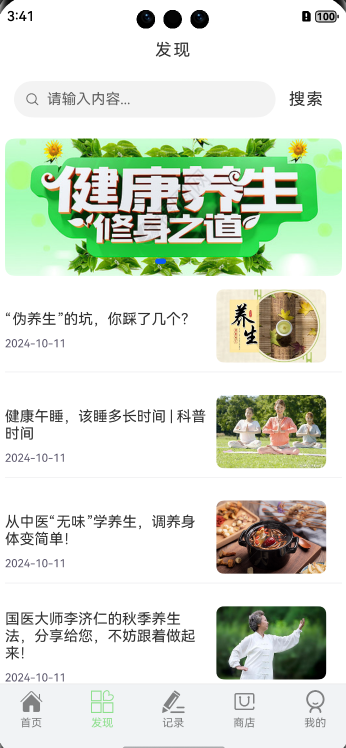 3:41
100
发现
请输入内容...
搜索
健康养生
修身之道
“伪养生”的坑，你踩了几个？
2024-10-11
养生
健康午睡，该睡多长时间 | 科普
时间
2024-10-11
从中医“无味”学养生，调养身
体变简单！
2024-10-11
国医大师李济仁的秋季养生
法，分享给您，不妨跟着做起
来！
2024-10-11
首页
发现
记录
商店
我的